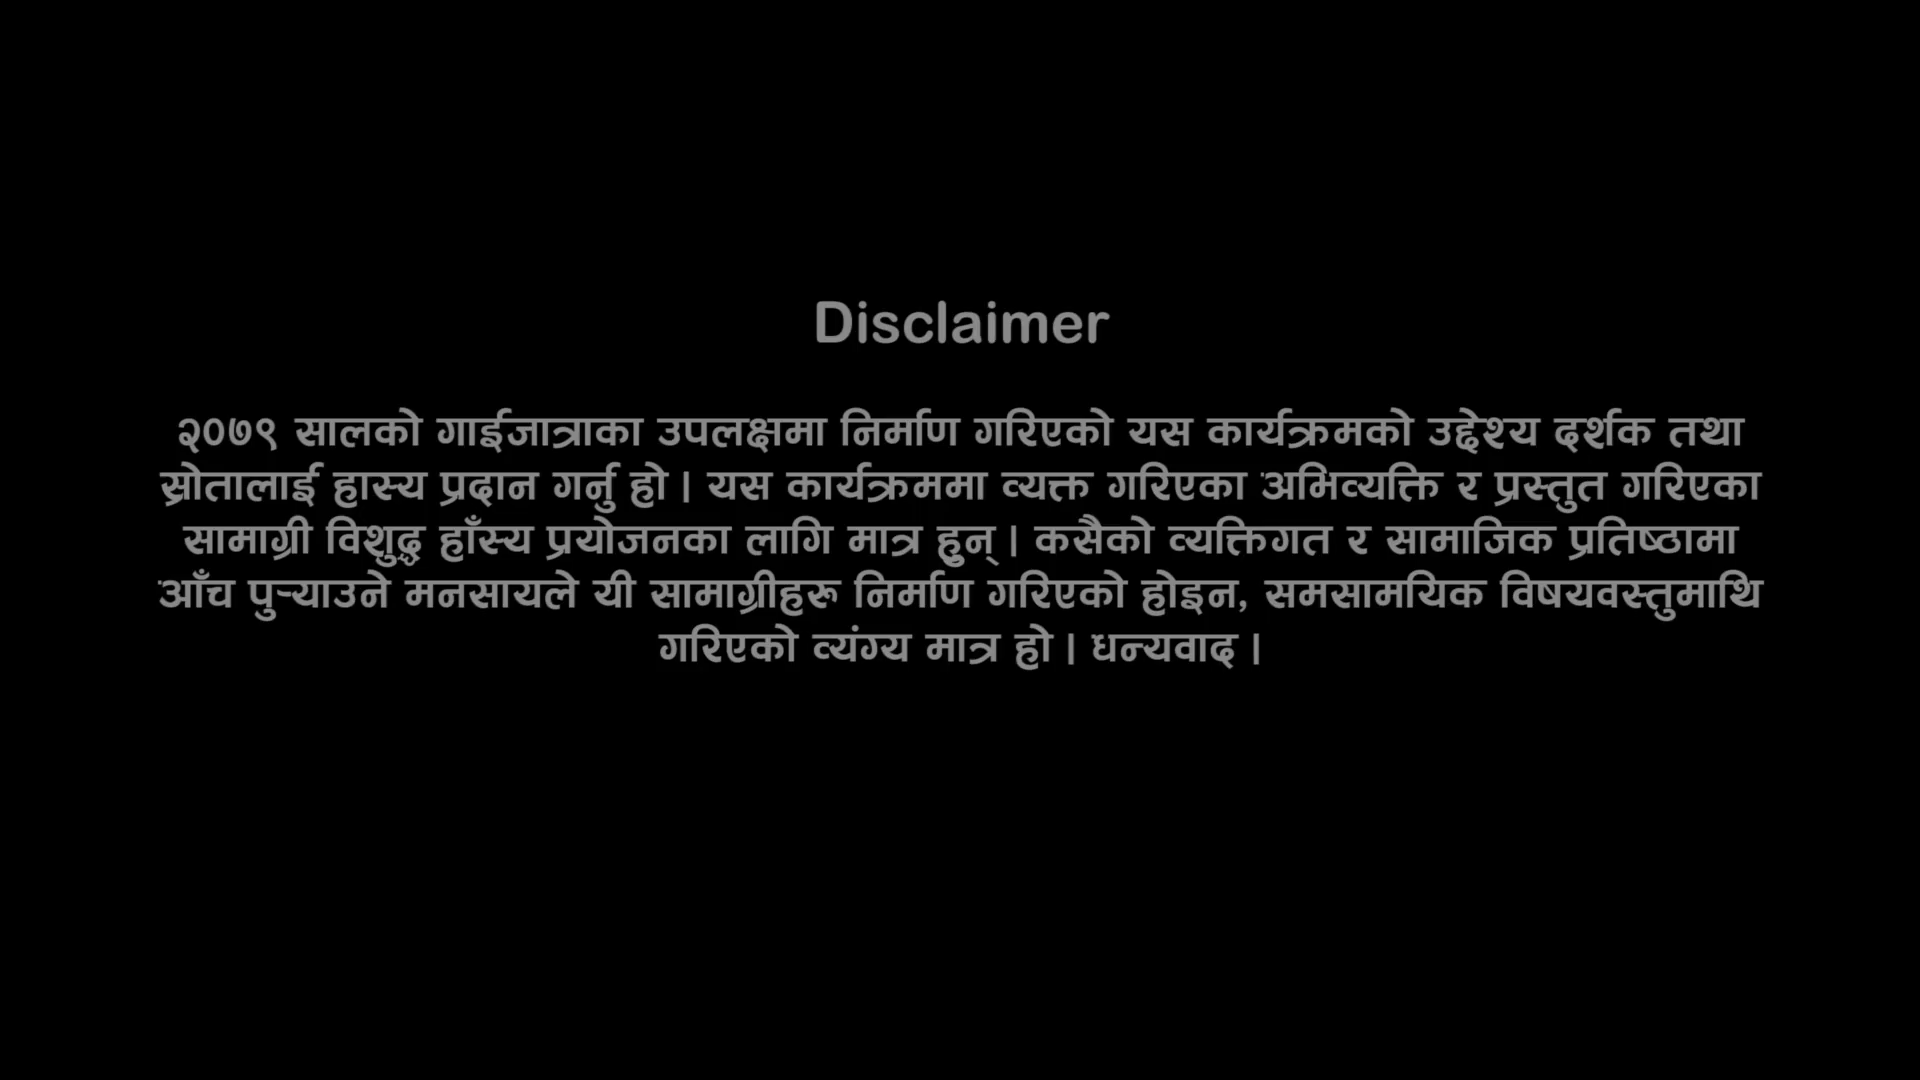 Disclaimer
२०७९ सालको गाईजात्राका उपलक्षमा निर्माण गरिएको यस कार्यक्रमको उद्देश्य दर्शक तथा
स्रोतालाई हास्य प्रदान गर्नु हो | यस कार्यक्रममा व्यक्त गरिएका अभिव्यक्ति र प्रस्तुत गरिएका
सामाग्री विशुद्ध हाँस्य प्रयोजनका लागि मात्र हुन् | कसैको व्यक्तिगत र सामाजिक प्रतिष्ठामा
आँच पुऱ्याउने मनसायले यी सामाग्रीहरू निर्माण गरिएको होइन, समसामयिक विषयवस्तुमाथि
गरिएको व्यंग्य मात्र हो | धन्यवाद |